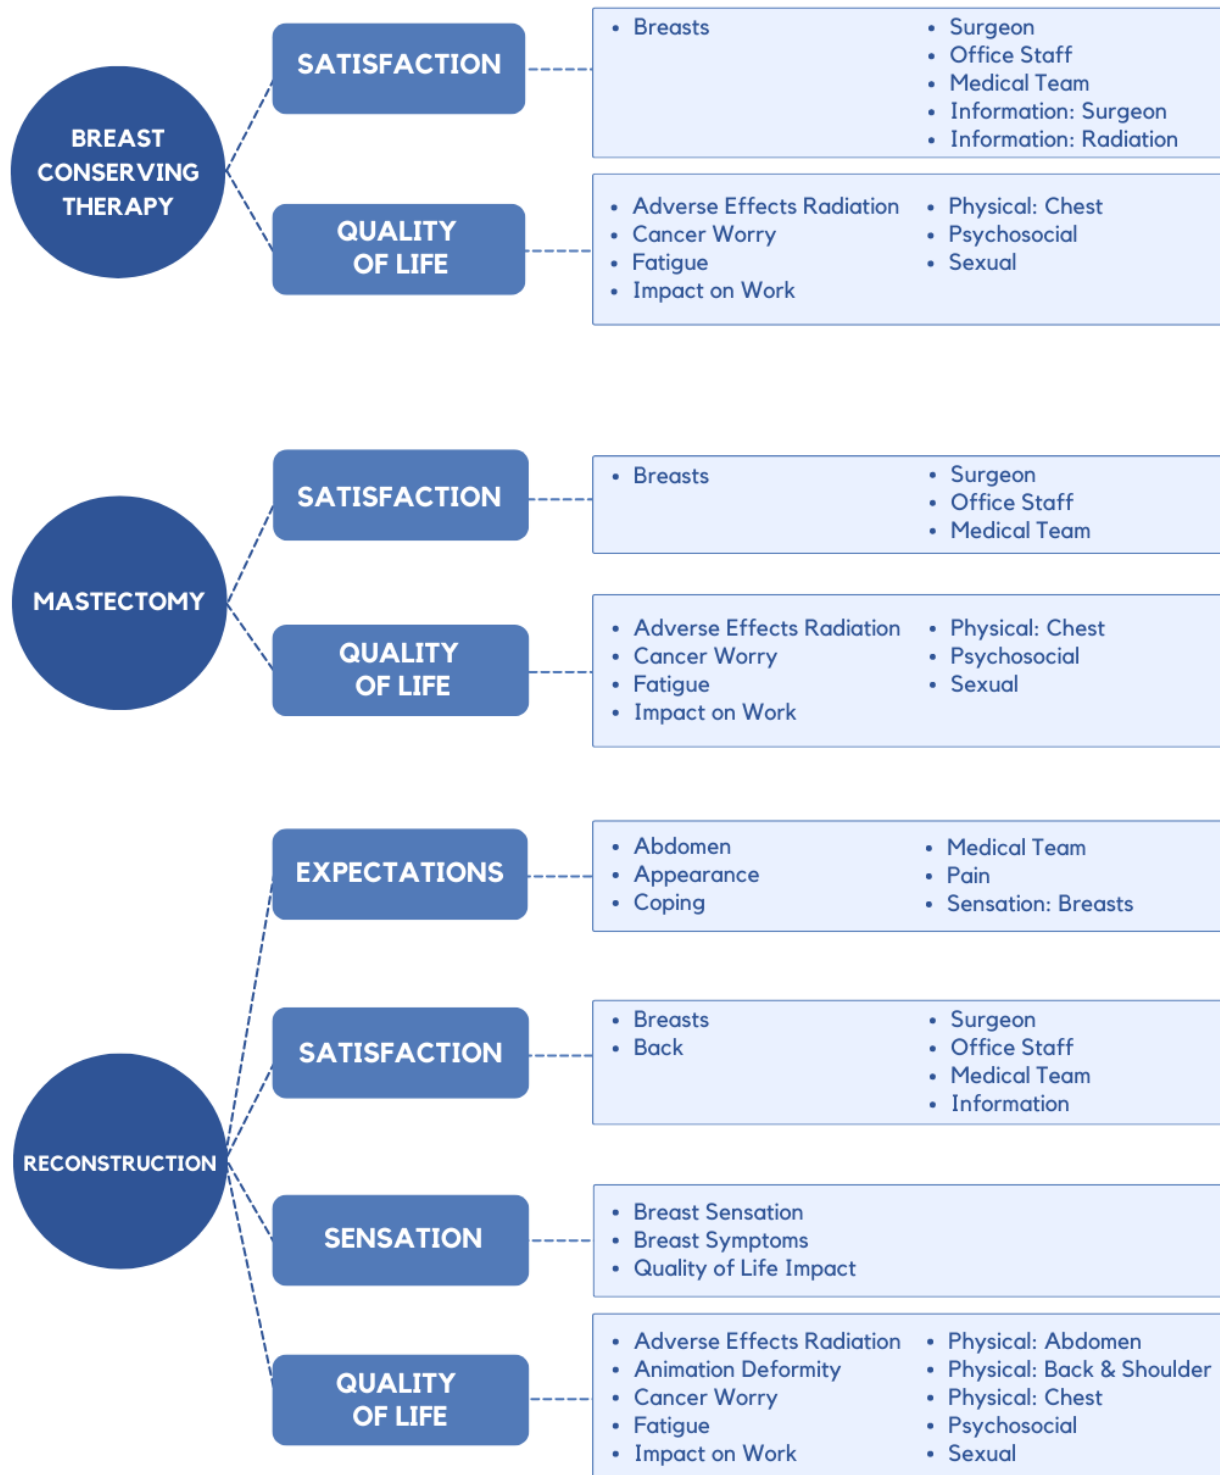 BREAST
CONSERVING
THERAPY
SATISFACTION
• Breasts
• Surgeon
• Office Staff
• Medical Team
• Information: Surgeon
• Information: Radiation
QUALITY
OF LIFE
• Adverse Effects Radiation
• Cancer Worry
• Fatigue
• Impact on Work
• Physical: Chest
• Psychosocial
• Sexual
MASTECTOMY
SATISFACTION
• Breasts
• Surgeon
• Office Staff
• Medical Team
QUALITY
OF LIFE
• Adverse Effects Radiation
• Cancer Worry
• Fatigue
• Impact on Work
• Physical: Chest
• Psychosocial
• Sexual
RECONSTRUCTION
EXPECTATIONS
• Abdomen
• Appearance
• Coping
• Medical Team
• Pain
• Sensation: Breasts
SATISFACTION
• Breasts
• Back
• Surgeon
• Office Staff
• Medical Team
• Information
SENSATION
• Breast Sensation
• Breast Symptoms
• Quality of Life Impact
QUALITY
OF LIFE
• Adverse Effects Radiation
• Animation Deformity
• Cancer Worry
• Fatigue
• Impact on Work
• Physical: Abdomen
• Physical: Back & Shoulder
• Physical: Chest
• Psychosocial
• Sexual